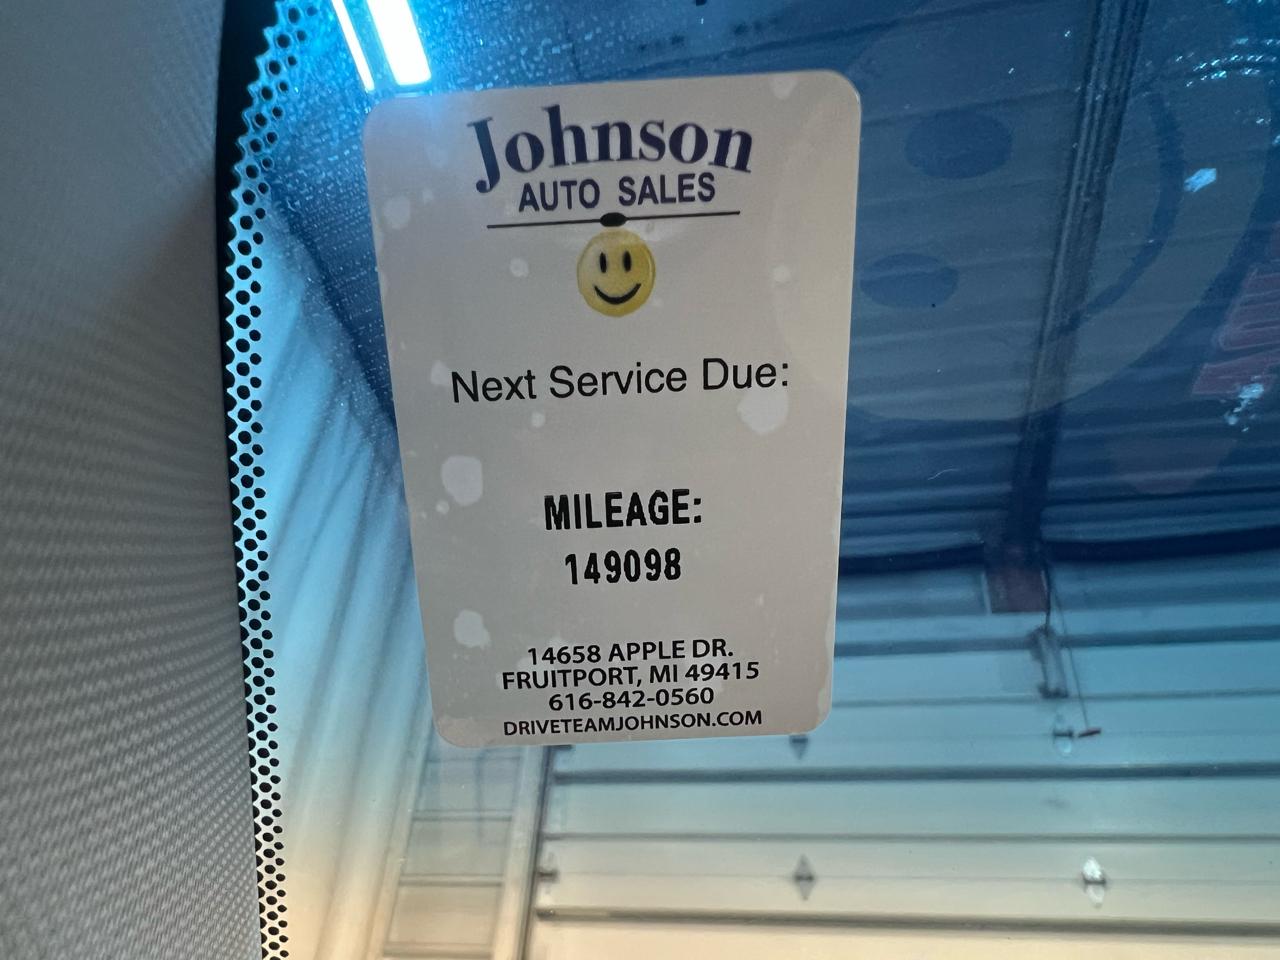 Johnson
AUTO SALES
Next Service Due:
MILEAGE:
149098
14658 APPLE DR.
FRUITPORT, MI 49415
616-842-0560
DRIVETEAMJOHNSON.COM